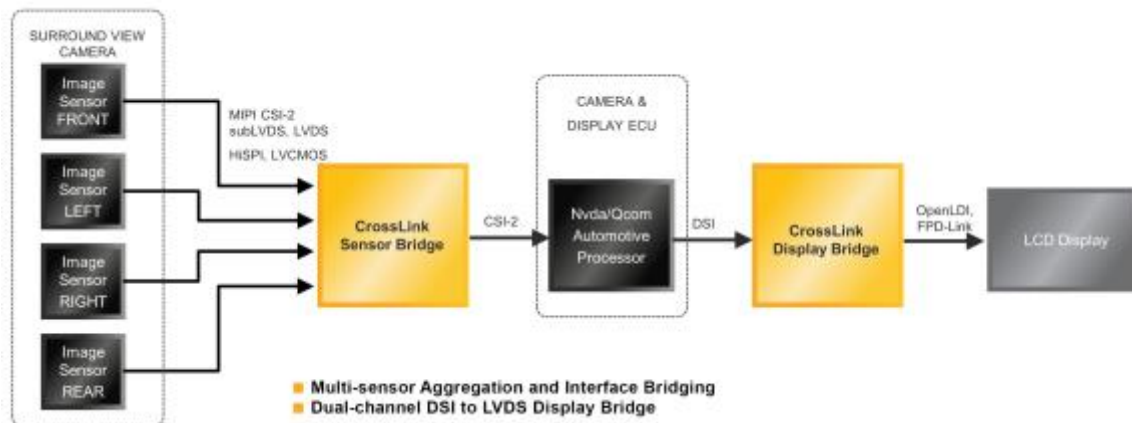 SURROUND VIEW
CAMERA
Image
Sensor
FRONT
Image
Sensor
LEFT
Image
Sensor
RIGHT
Image
Sensor
REAR
MIPI CSI-2
subLVDS, LVDS
HiSPI, LVCMOS
CrossLink
Sensor Bridge
CSI-2
CAMERA &
DISPLAY ECU
Nvda/Qcom
Automotive
Processor
DSI
CrossLink
Display Bridge
OpenLDI,
FPD-Link
LCD Display
Multi-sensor Aggregation and Interface Bridging
Dual-channel DSI to LVDS Display Bridge